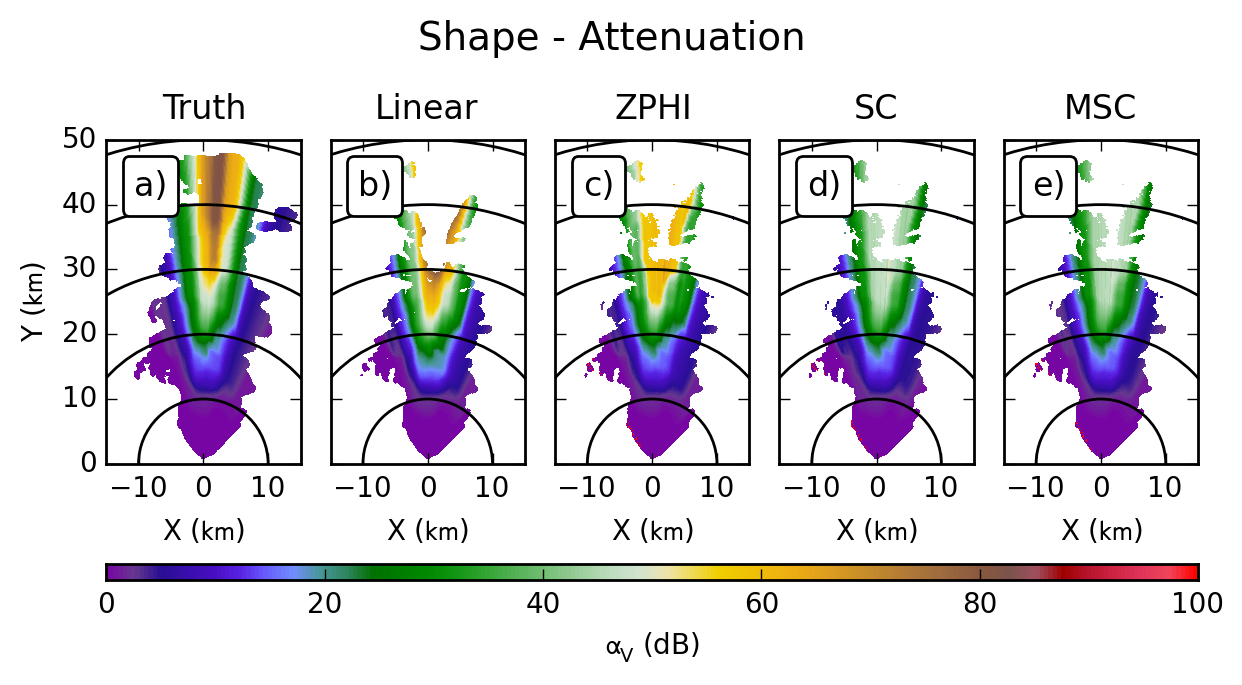 Shape - Attenuation
Truth Linear ZPHI SC MSC
a) b) c) d) e)
50
40
30
20
10
0
Y (km)
−10 0 10 −10 0 10 −10 0 10 −10 0 10 −10 0 10
X (km) X (km) X (km) X (km) X (km)
0 20 40 60 80 100
αV (dB)